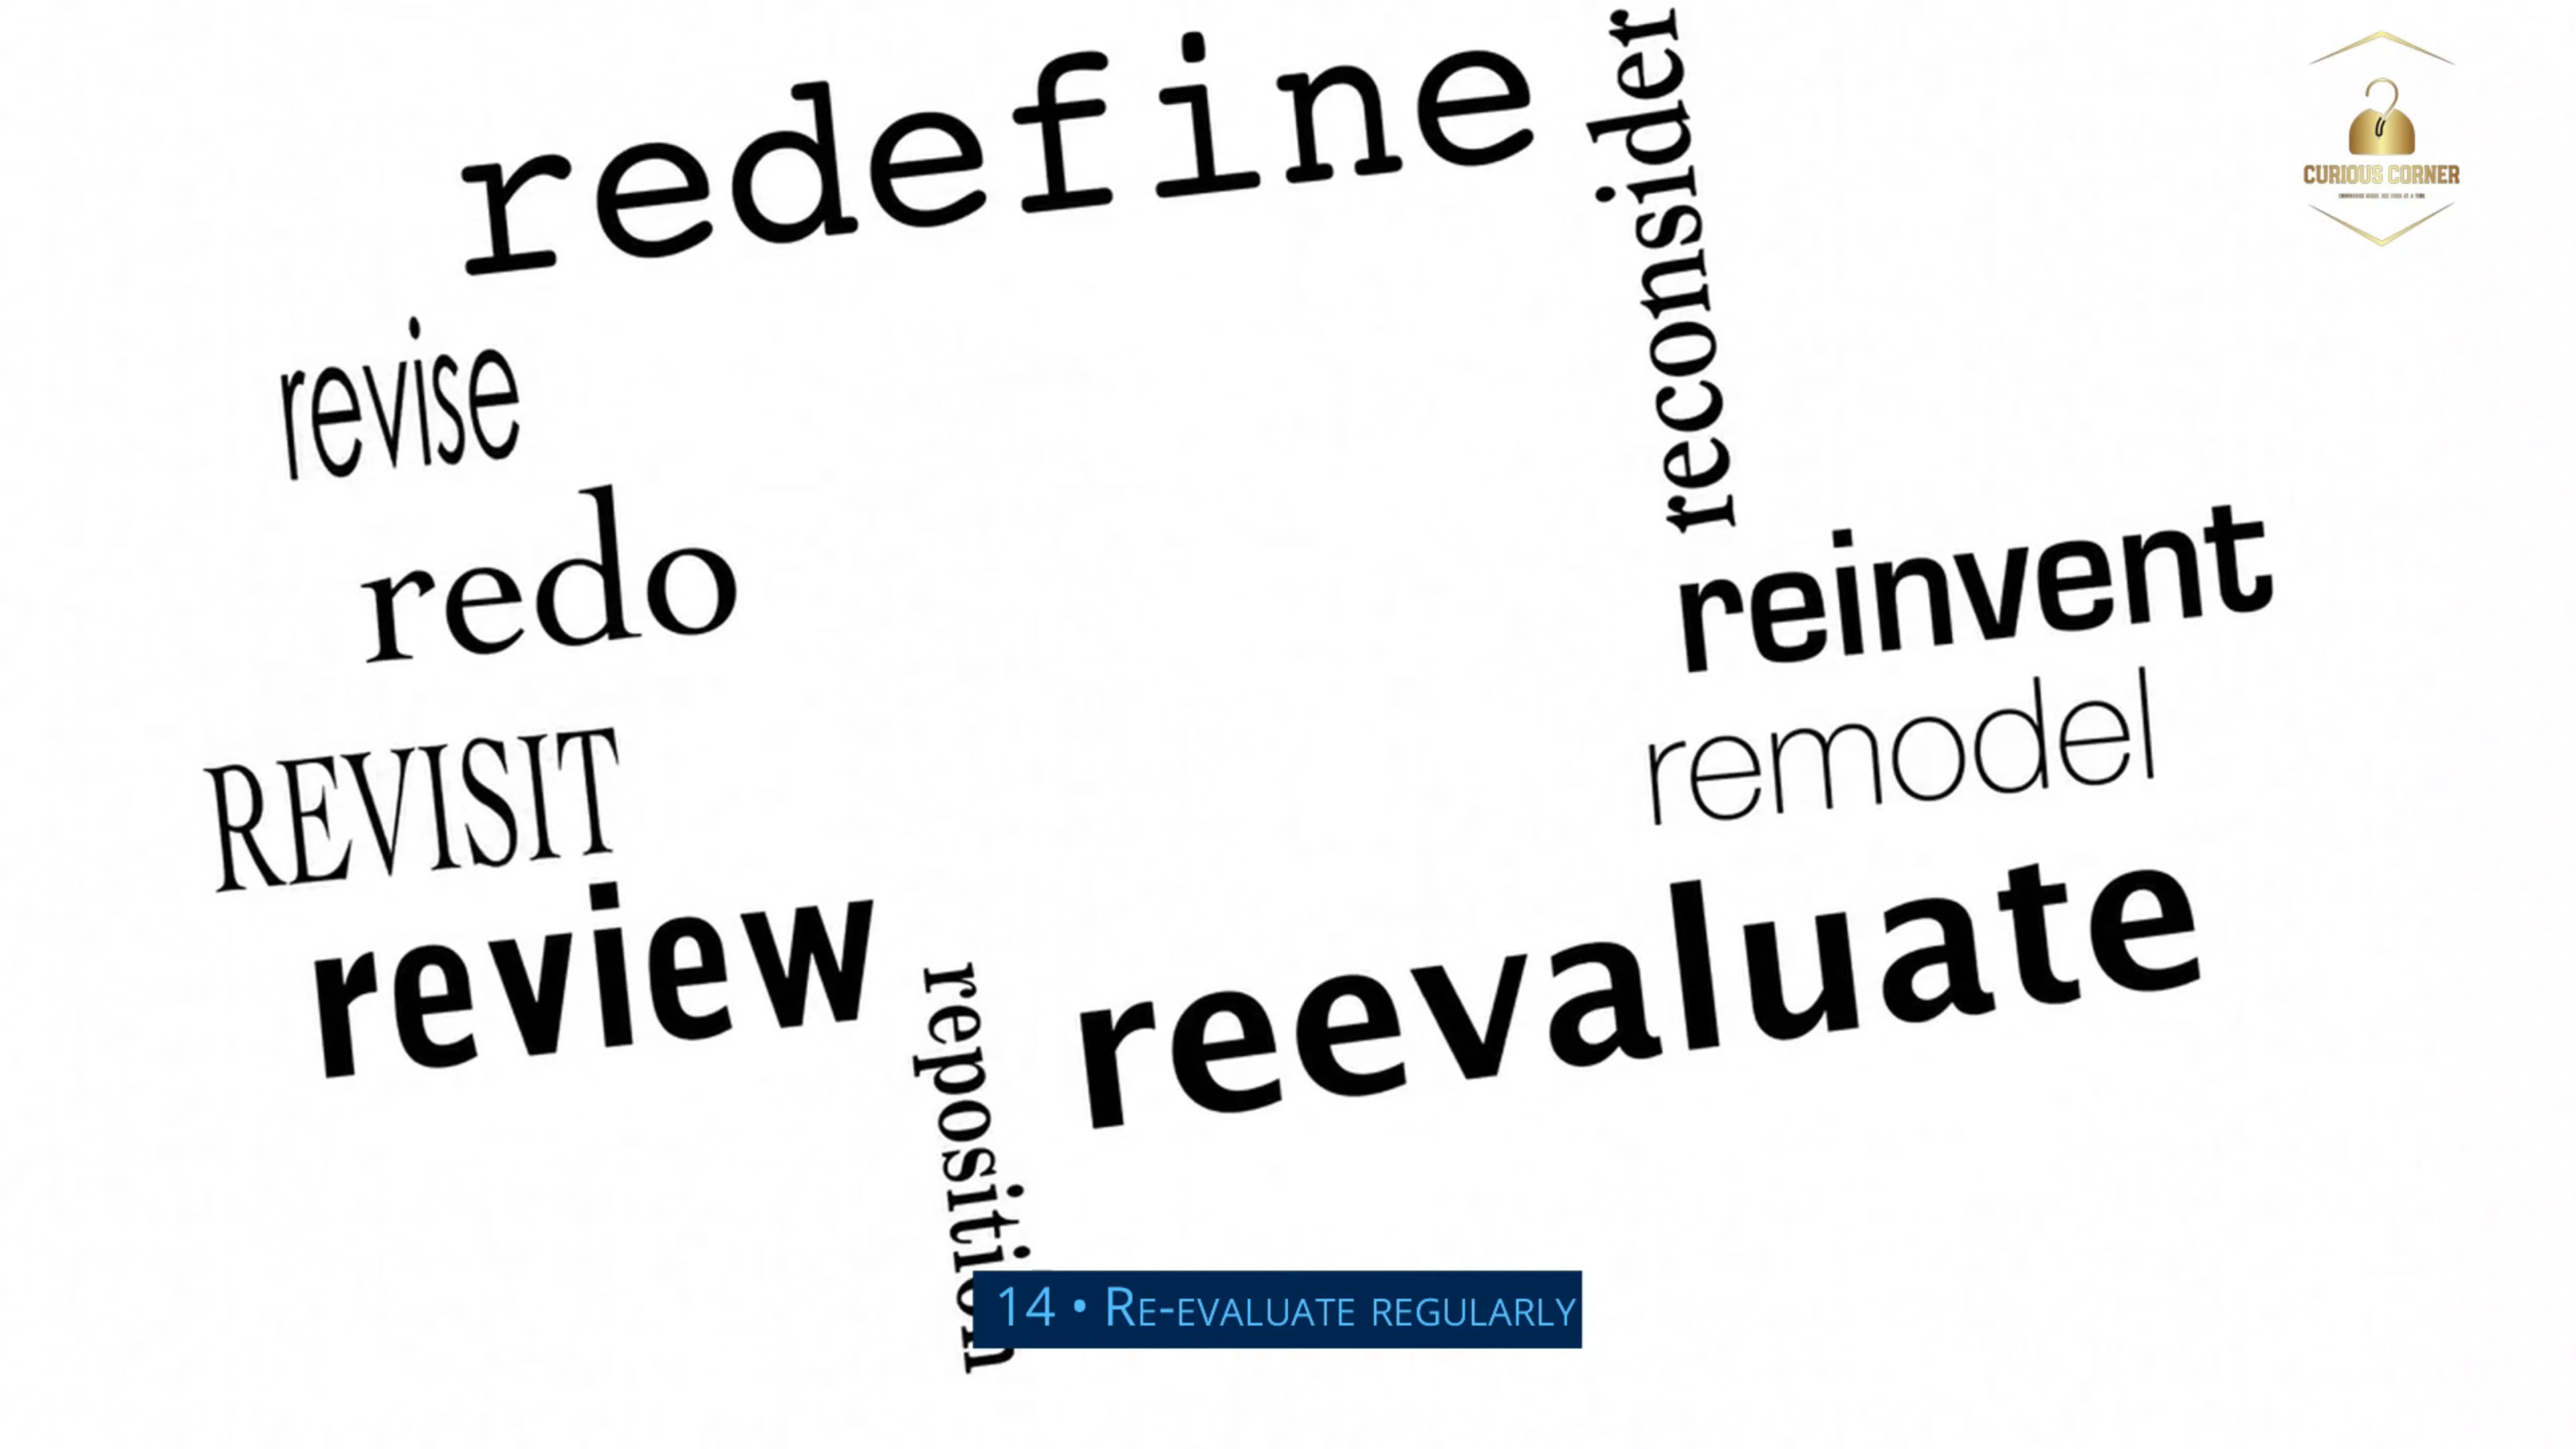 redefine
reconsider
CURIOUS CORNER
revise
redo
reinvent
REVISIT
remodel
review
reevaluate
reposition
14 • Re-evaluate regularly